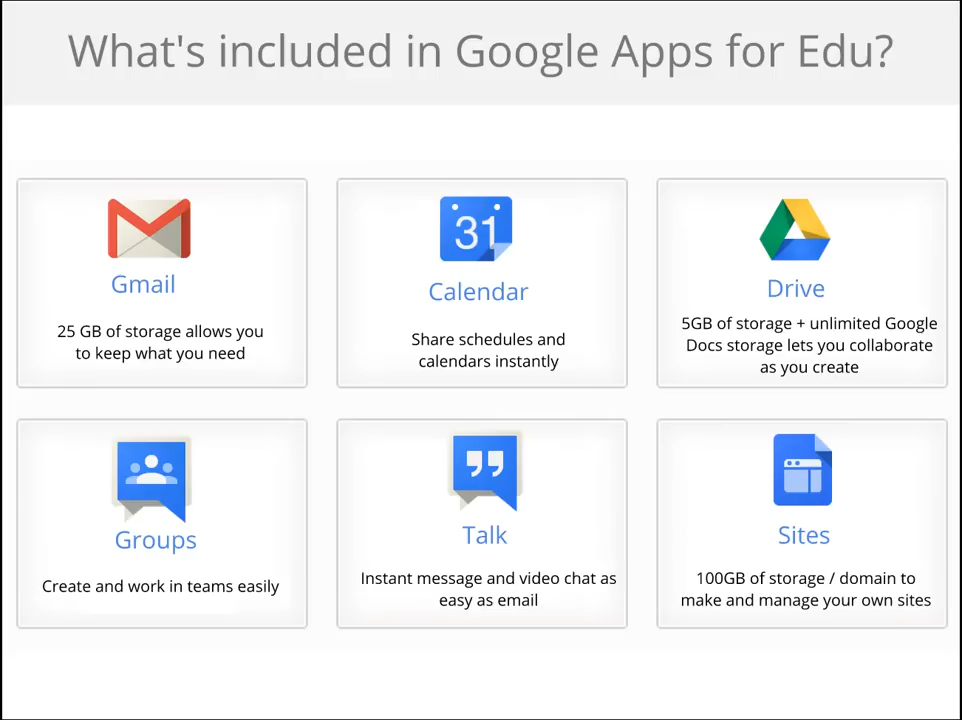 What's included in Google Apps for Edu?
Gmail
25 GB of storage allows you
to keep what you need
31
Calendar
Share schedules and
calendars instantly
Drive
5GB of storage + unlimited Google
Docs storage lets you collaborate
as you create
Groups
Create and work in teams easily
Talk
Instant message and video chat as
easy as email
Sites
100GB of storage / domain to
make and manage your own sites